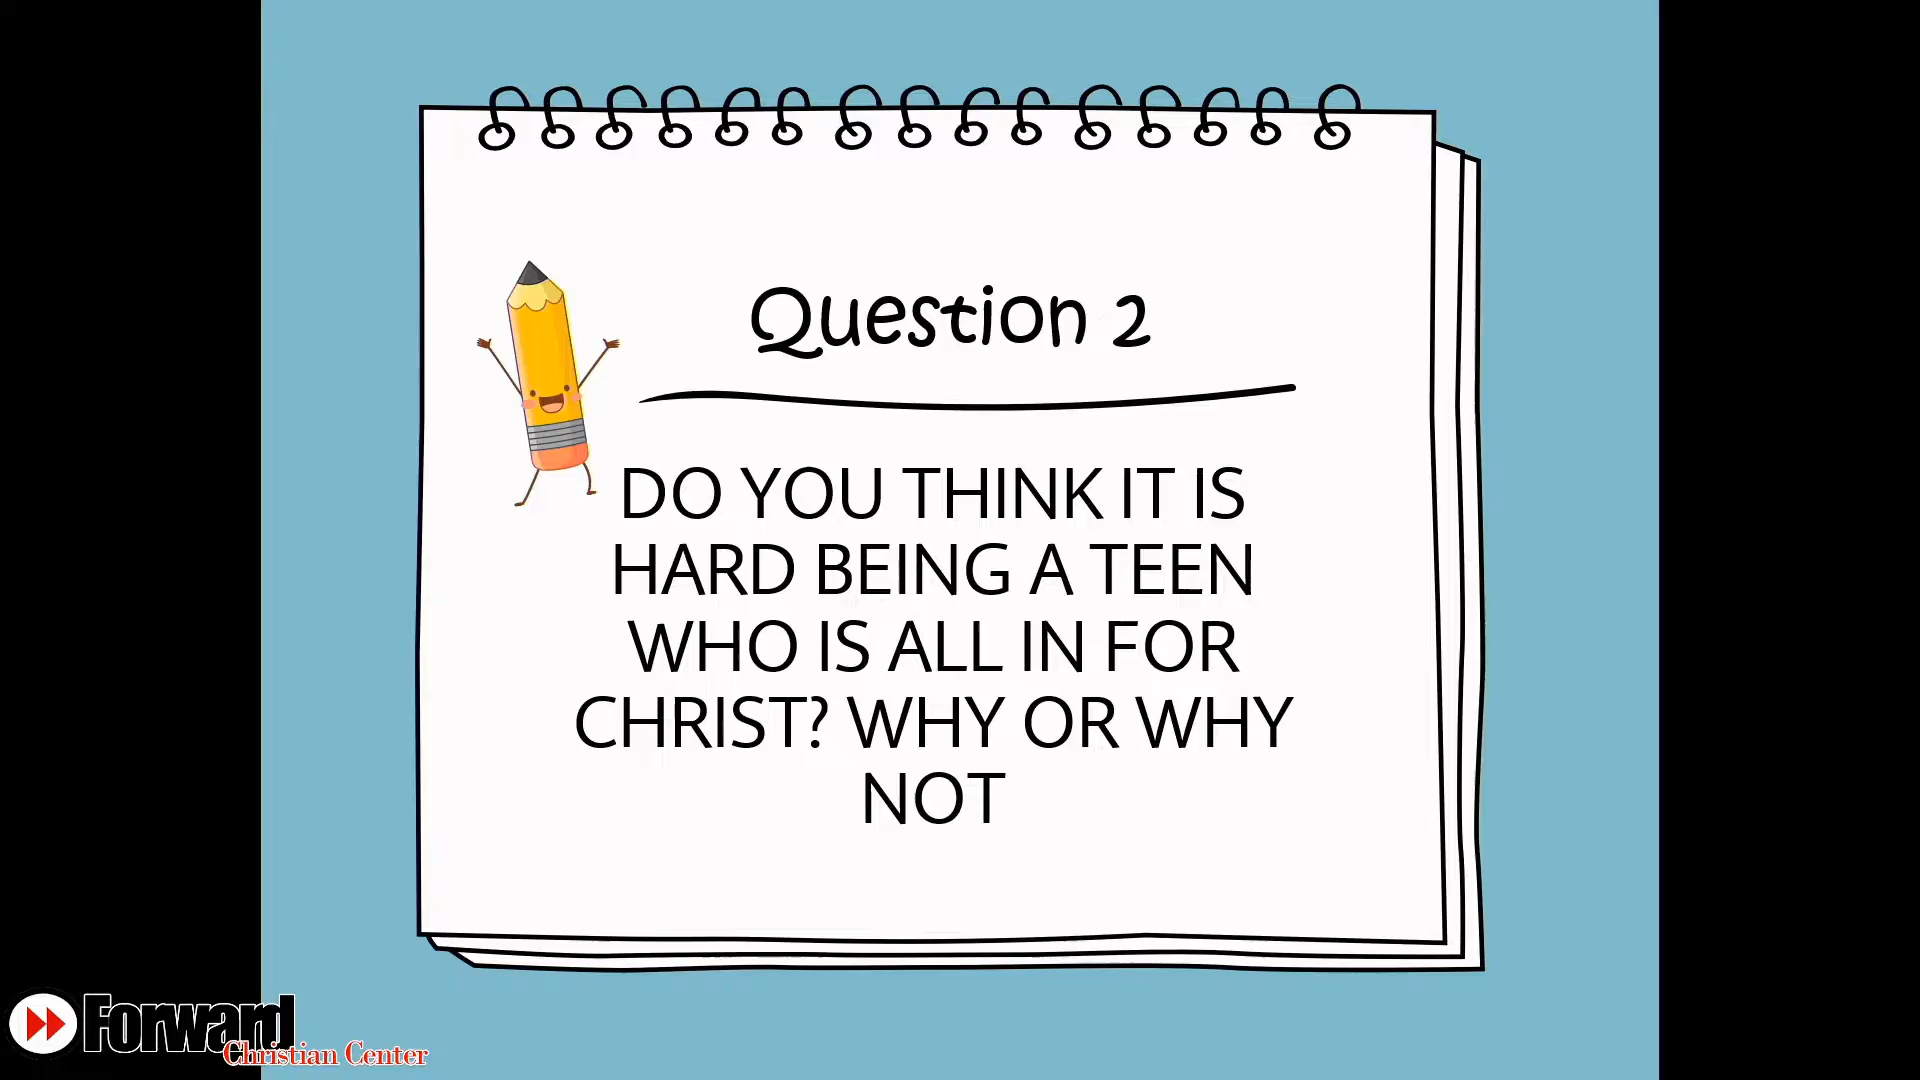 Question 2
DO YOU THINK IT IS
HARD BEING A TEEN
WHO IS ALL IN FOR
CHRIST? WHY OR WHY
NOT
Forward
Christian Center